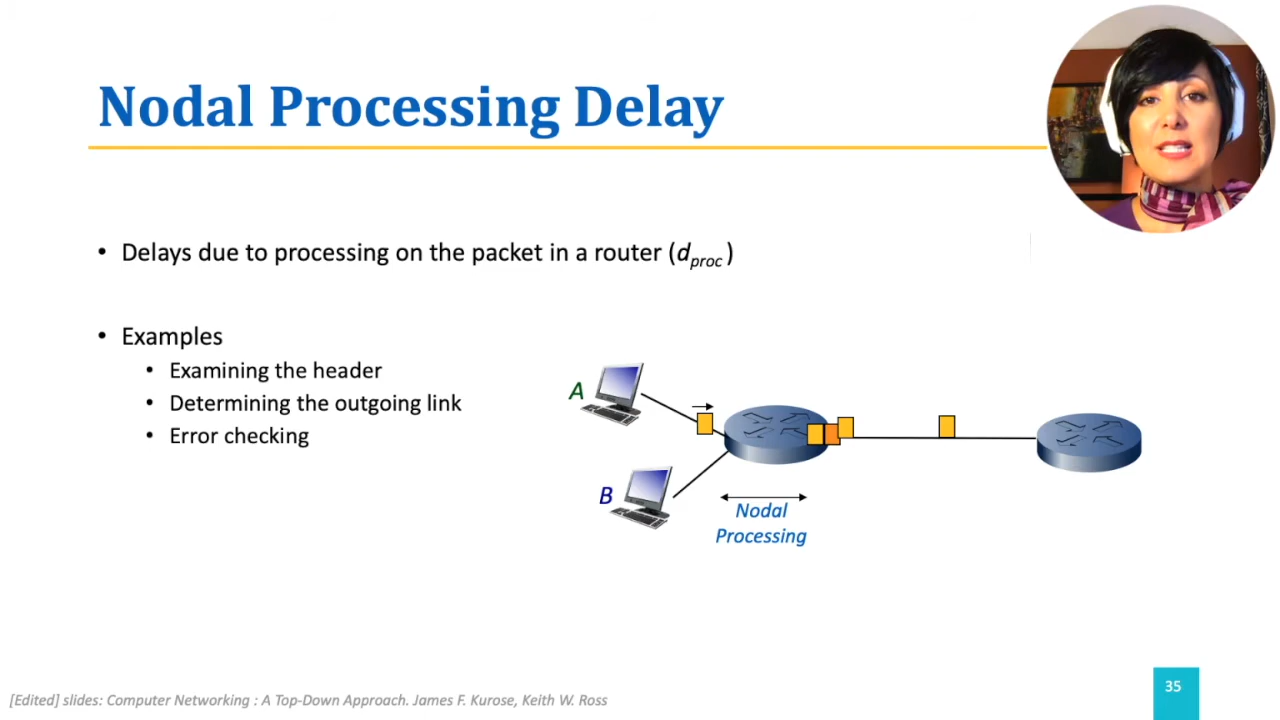 Nodal Processing Delay
• Delays due to processing on the packet in a router (d_proc)
• Examples
• Examining the header
• Determining the outgoing link
• Error checking
A
B
Nodal
Processing
[Edited] slides: Computer Networking : A Top-Down Approach. James F. Kurose, Keith W. Ross
35